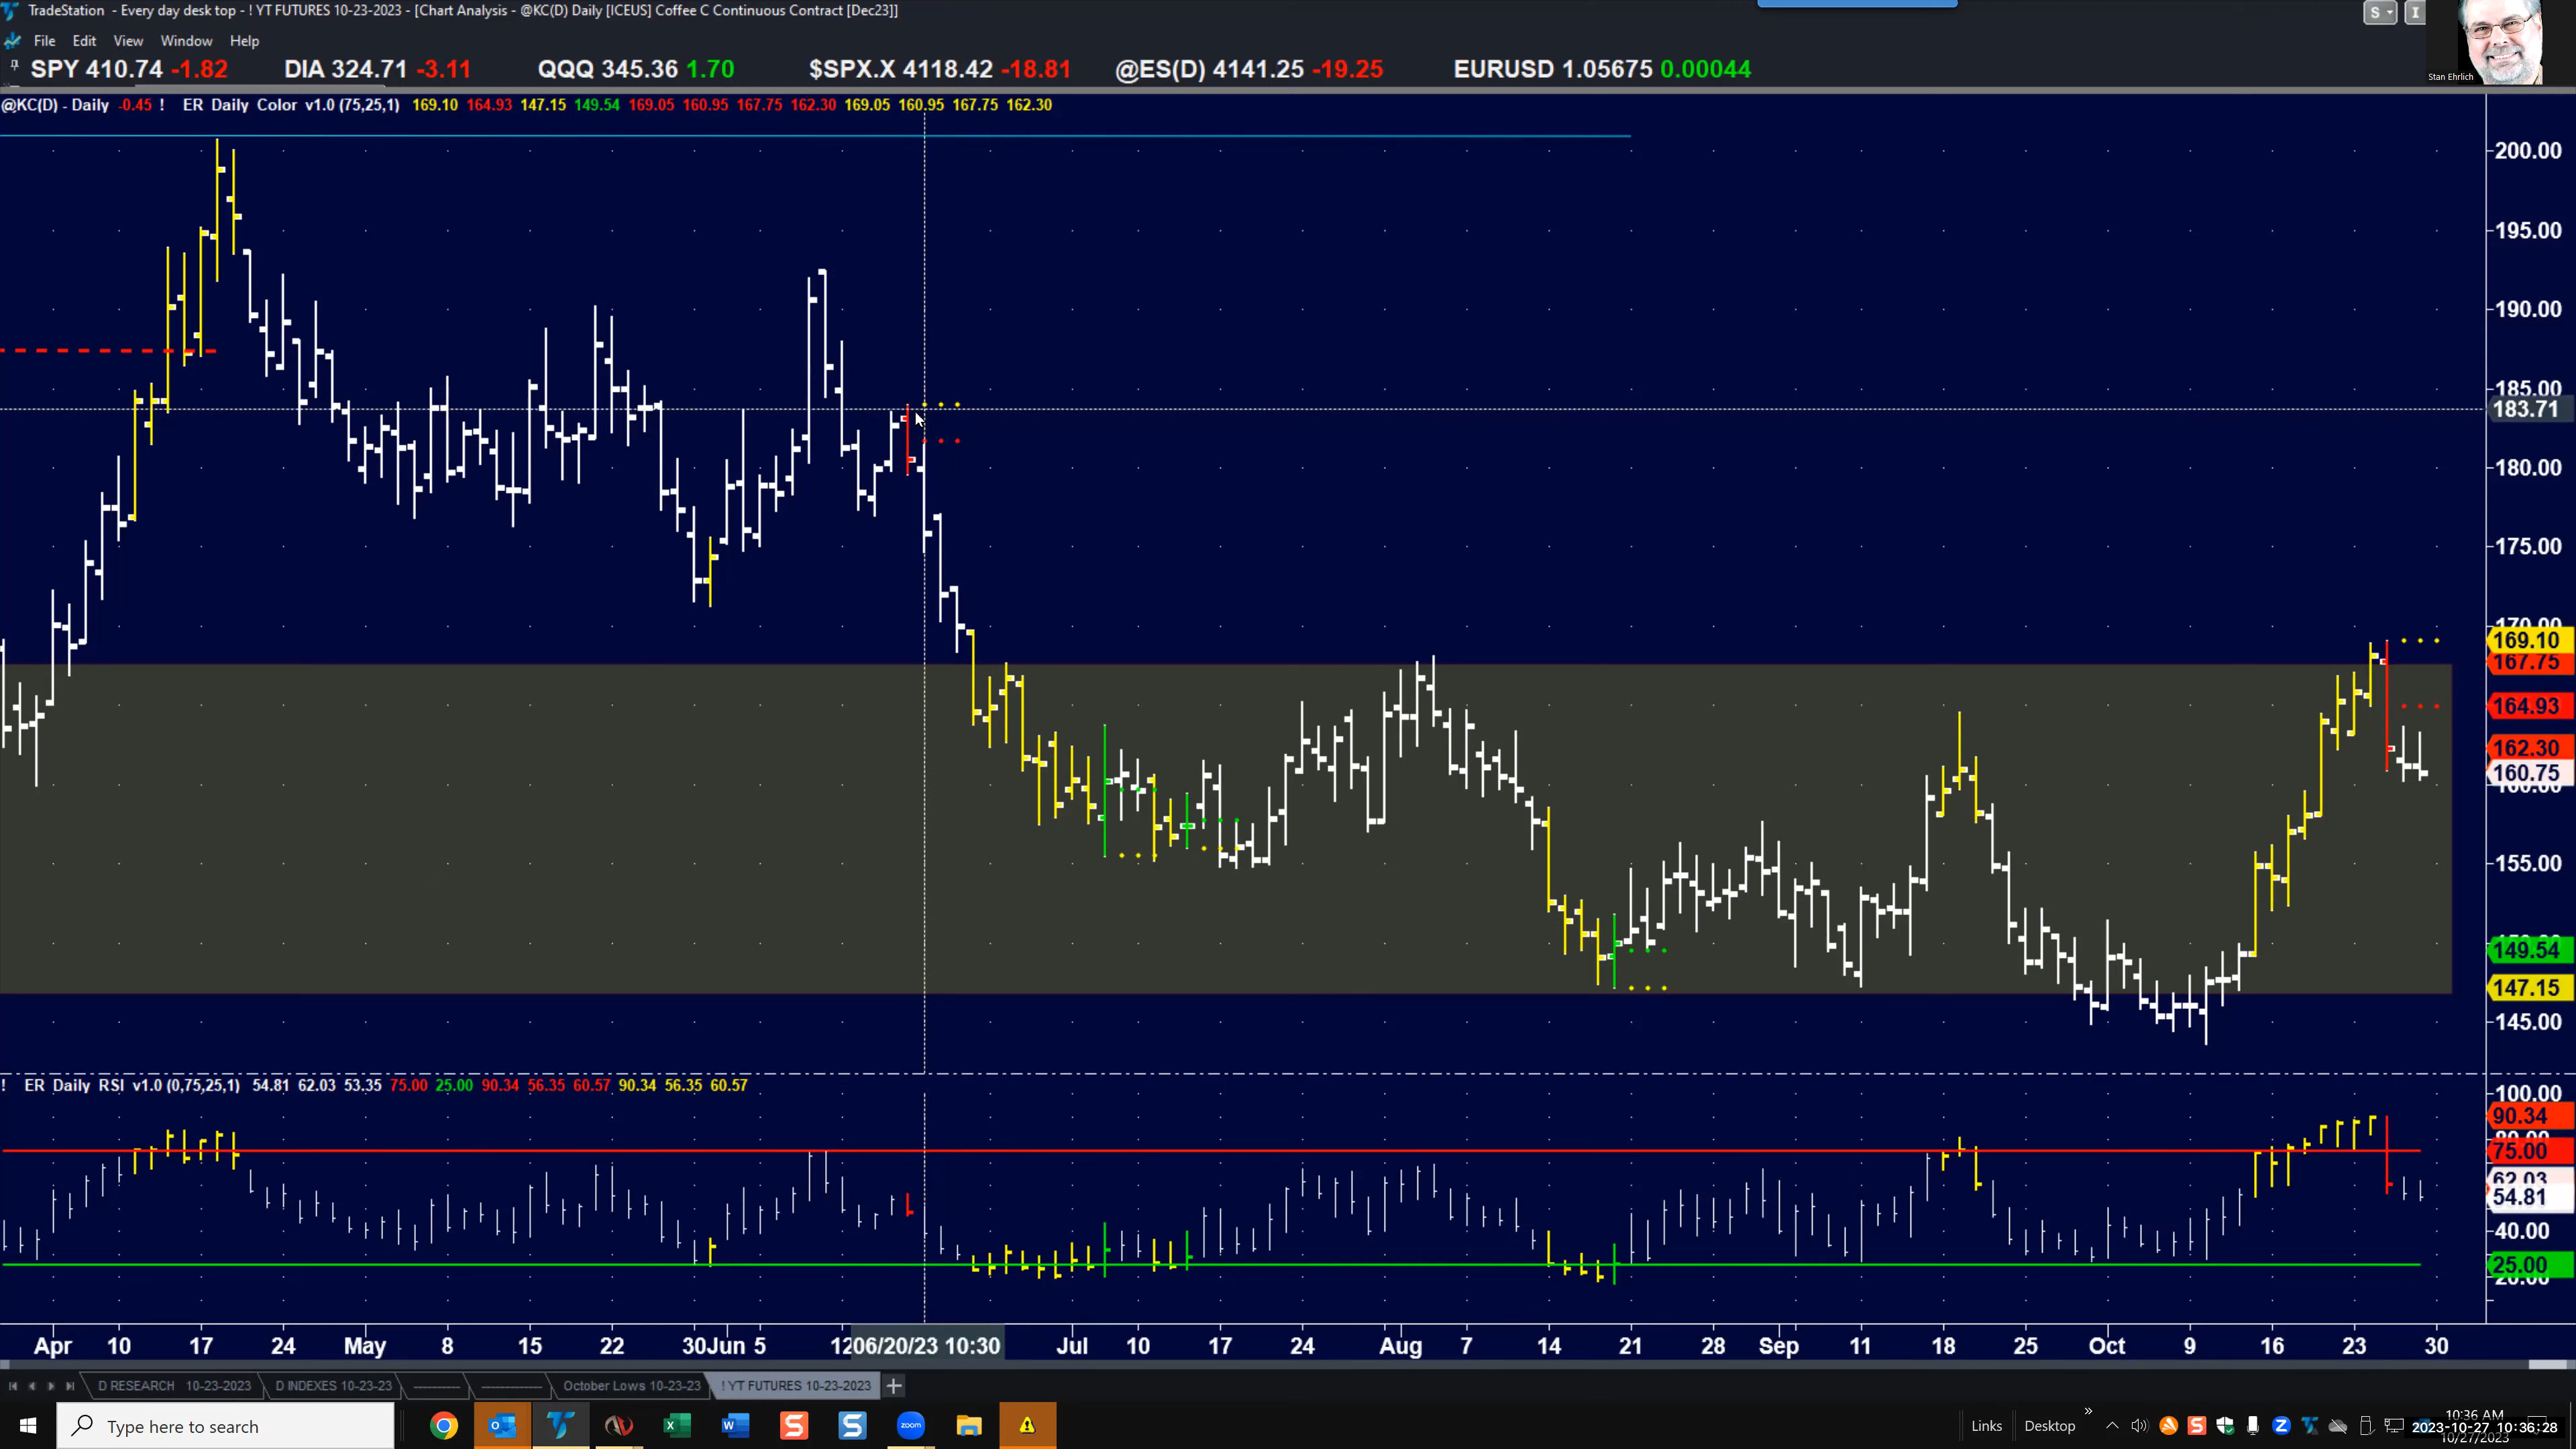 TradeStation - Every day desk top - ! YT FUTURES 10-23-2023 - [Chart Analysis - @KC(D) Daily [ICEUS] Coffee C Continuous Contract [Dec23]]
S I
File Edit View Window Help
Stan Ehrlich
SPY 410.74 -1.82 DIA 324.71 -3.11 QQQ 345.36 1.70 $SPX.X 4118.42 -18.81 @ES(D) 4141.25 -19.25 EURUSD 1.05675 0.00044
@KC(D) - Daily -0.45 ! ER Daily Color v1.0 (75,25,1) 169.10 164.93 147.15 149.54 169.05 160.95 167.75 162.30 169.05 160.95 167.75 162.30
200.00
195.00
190.00
185.00
183.71
180.00
175.00
170.00
169.10
167.75
164.93
162.30
160.75
160.00
155.00
149.54
147.15
145.00
! ER Daily RSI v1.0 (0,75,25,1) 54.81 62.03 53.35 75.00 25.00 90.34 56.35 60.57 90.34 56.35 60.57
100.00
90.34
75.00
62.03
54.81
40.00
25.00
20.00
Apr 10 17 24 May 8 15 22 30 Jun 5 12 06/20/23 10:30 Jul 10 17 24 Aug 7 14 21 28 Sep 11 18 25 Oct 9 16 23 30
D RESEARCH 10-23-2023 D INDEXES 10-23-23 October Lows 10-23-23 ! YT FUTURES 10-23-2023 +
Type here to search
zoom
Links Desktop »
10:36 AM
2023-10-27 10:36:28
10/27/2023